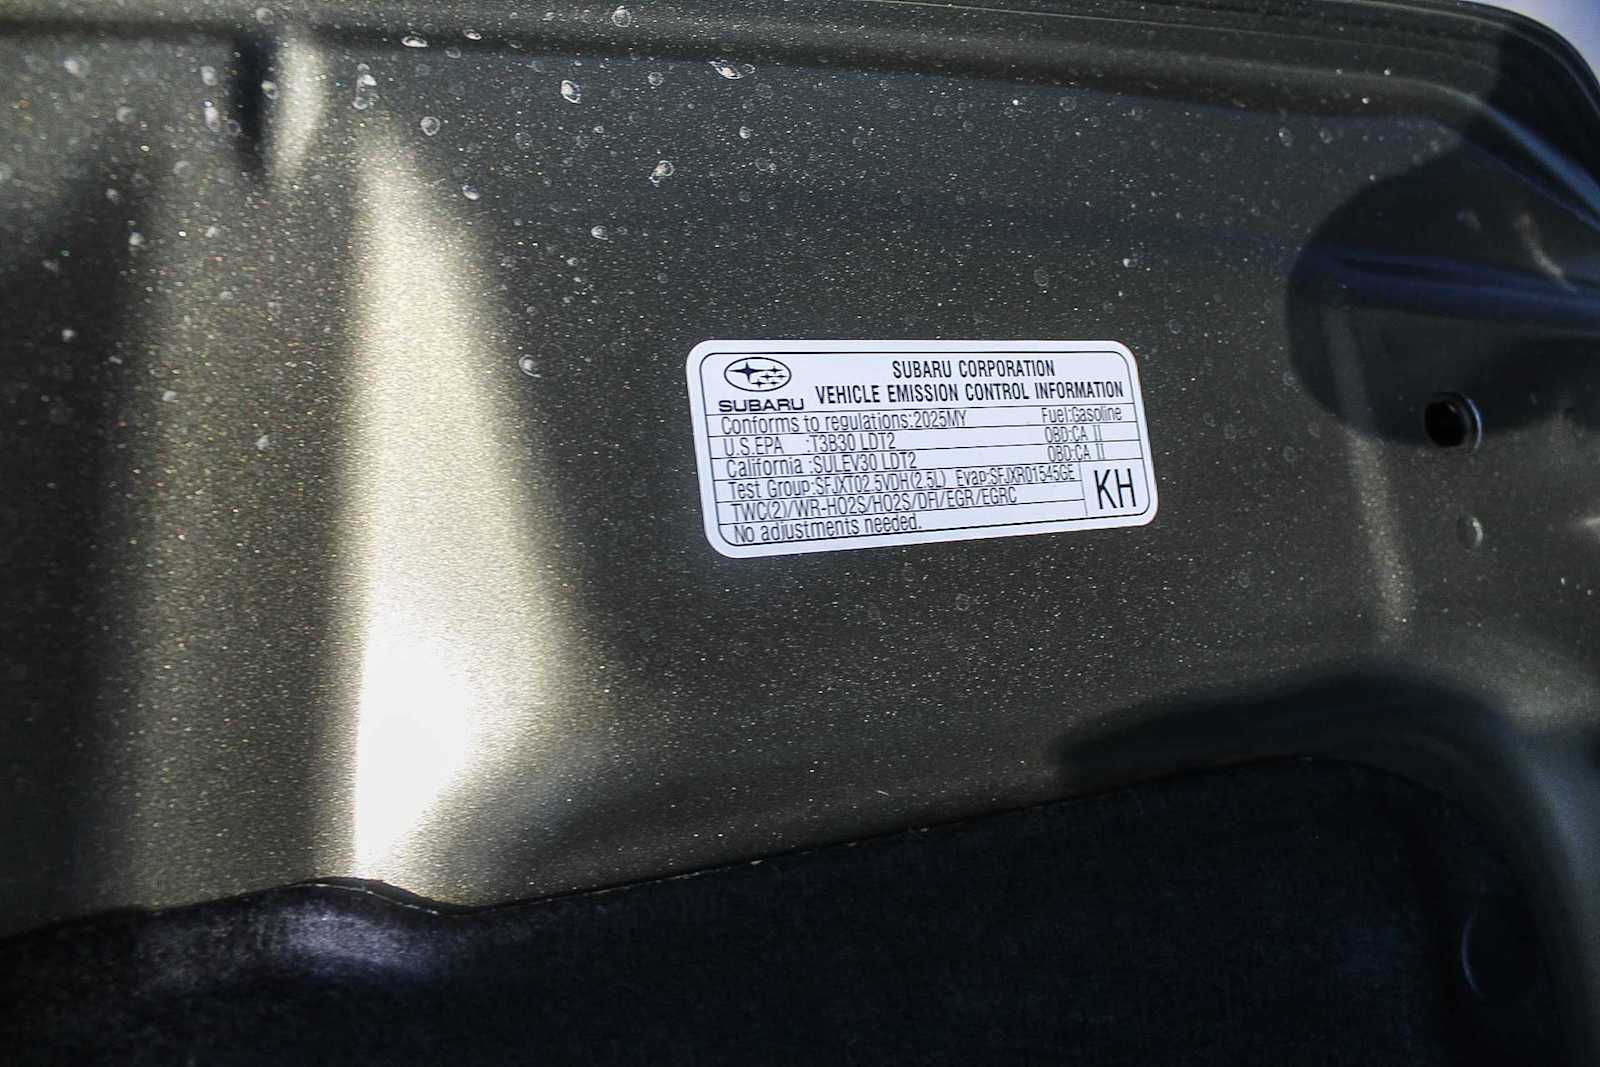 SUBARU
SUBARU CORPORATION
VEHICLE EMISSION CONTROL INFORMATION
Conforms to regulations:2025MY Fuel:Gasoline
U.S.EPA :T3B30 LDT2 OBD:CA II
California :SULEV30 LDT2 OBD:CA II
Test Group:SFJXT02.5VDH(2.5L) Evap:SFJXR01545GE
TWC(2)/WR-HO2S/HO2S/DFI/EGR/EGRC
KH
No adjustments needed.